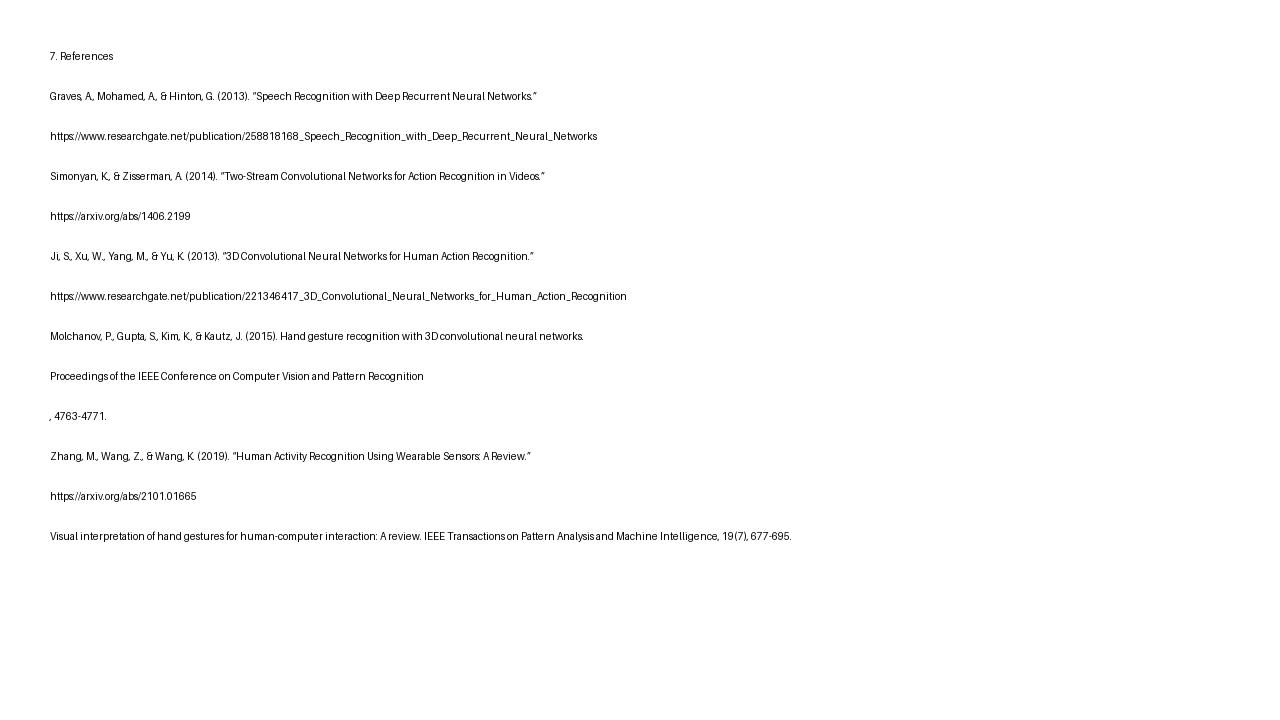 7. References
Graves, A., Mohamed, A., & Hinton, G. (2013). "Speech Recognition with Deep Recurrent Neural Networks."
https://www.researchgate.net/publication/258818168_Speech_Recognition_with_Deep_Recurrent_Neural_Networks
Simonyan, K., & Zisserman, A. (2014). "Two-Stream Convolutional Networks for Action Recognition in Videos."
https://arxiv.org/abs/1406.2199
Ji, S., Xu, W., Yang, M., & Yu, K. (2013). "3D Convolutional Neural Networks for Human Action Recognition."
https://www.researchgate.net/publication/221346417_3D_Convolutional_Neural_Networks_for_Human_Action_Recognition
Molchanov, P., Gupta, S., Kim, K., & Kautz, J. (2015). Hand gesture recognition with 3D convolutional neural networks.
Proceedings of the IEEE Conference on Computer Vision and Pattern Recognition
, 4763-4771.
Zhang, M., Wang, Z., & Wang, K. (2019). "Human Activity Recognition Using Wearable Sensors: A Review."
https://arxiv.org/abs/2101.01665
Visual interpretation of hand gestures for human-computer interaction: A review. IEEE Transactions on Pattern Analysis and Machine Intelligence, 19(7), 677-695.